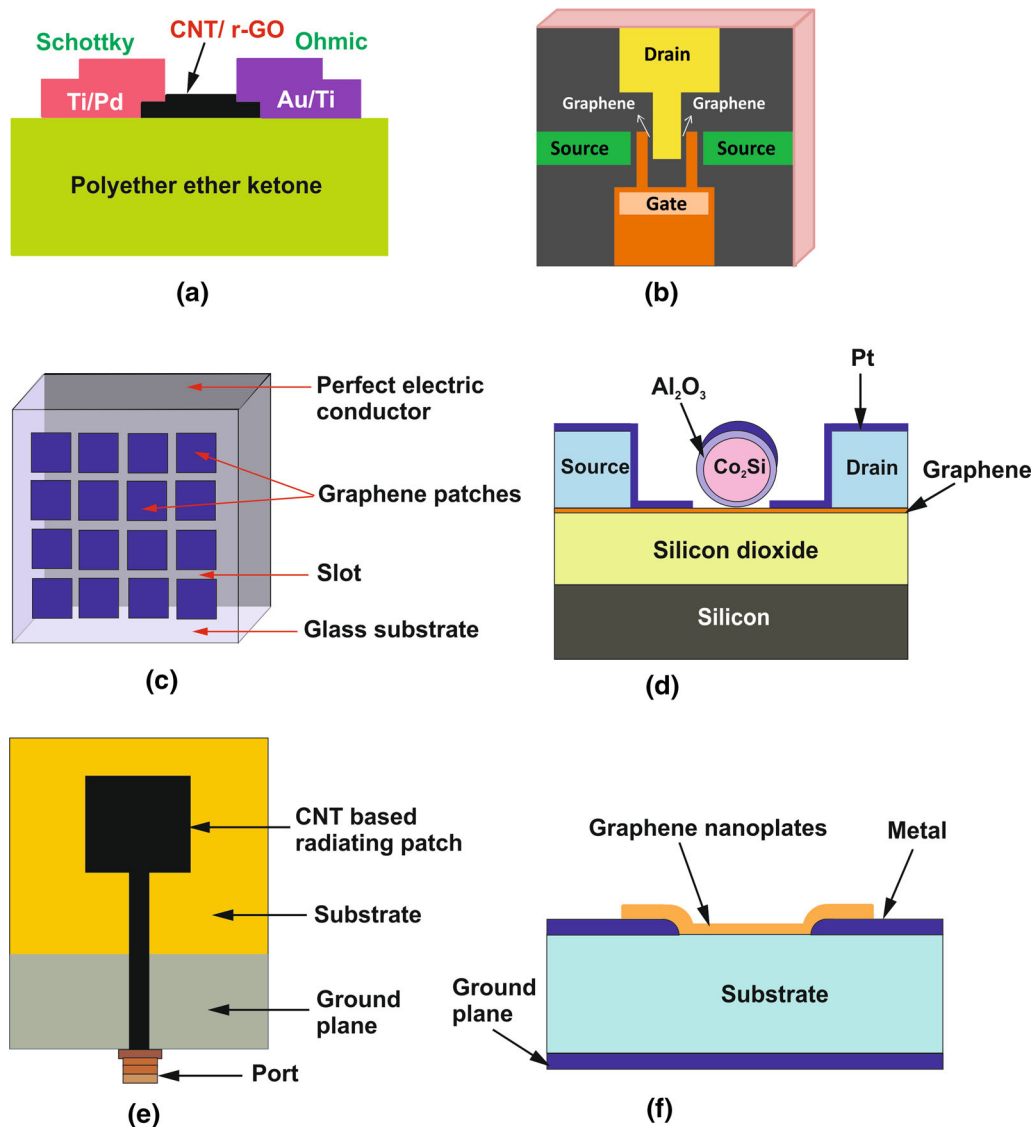 CNT/ r-GO
Schottky
Ohmic
Ti/Pd
Au/Ti
Polyether ether ketone
(a)
Drain
Graphene
Graphene
Source
Source
Gate
(b)
Perfect electric
conductor
Graphene patches
Slot
Glass substrate
(c)
Pt
Al₂O₃
Source
Co₂Si
Drain
Graphene
Silicon dioxide
Silicon
(d)
CNT based
radiating patch
Substrate
Ground
plane
Port
(e)
Graphene nanoplates
Metal
Ground
plane
Substrate
(f)